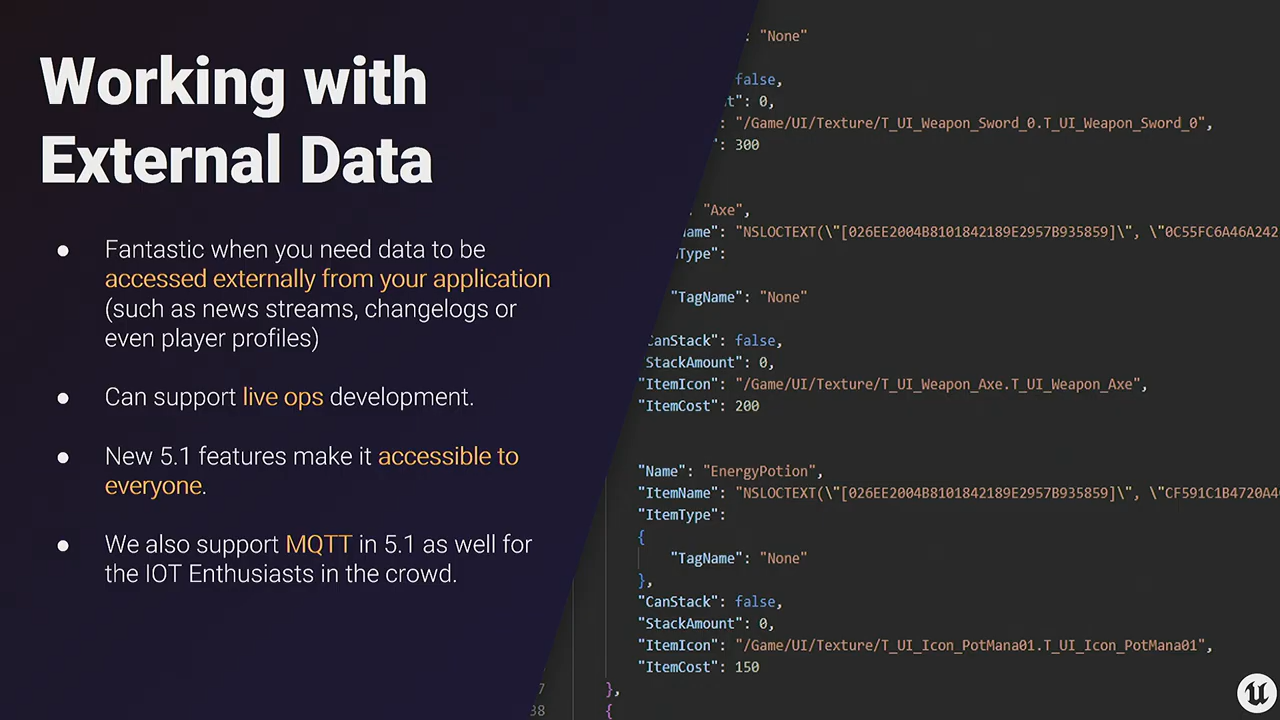 Working with
External Data
● Fantastic when you need data to be
accessed externally from your application
(such as news streams, changelogs or
even player profiles)
● Can support live ops development.
● New 5.1 features make it accessible to
everyone.
● We also support MQTT in 5.1 as well for
the IOT Enthusiasts in the crowd.
: "None"
false,
t": 0,
: "/Game/UI/Texture/T_UI_Weapon_Sword_0.T_UI_Weapon_Sword_0",
: 300
: "Axe",
ame": "NSLOCTEXT(\"[026EE2004B8101842189E2957B935859]\", \"0C55FC6A46A242
Type":
"TagName": "None"
CanStack": false,
StackAmount": 0,
"ItemIcon": "/Game/UI/Texture/T_UI_Weapon_Axe.T_UI_Weapon_Axe",
"ItemCost": 200
"Name": "EnergyPotion",
"ItemName": "NSLOCTEXT(\"[026EE2004B8101842189E2957B935859]\", \"CF591C1B4720A4
"ItemType":
{
"TagName": "None"
},
"CanStack": false,
"StackAmount": 0,
"ItemIcon": "/Game/UI/Texture/T_UI_Icon_PotMana01.T_UI_Icon_PotMana01",
"ItemCost": 150
7 },
38 {